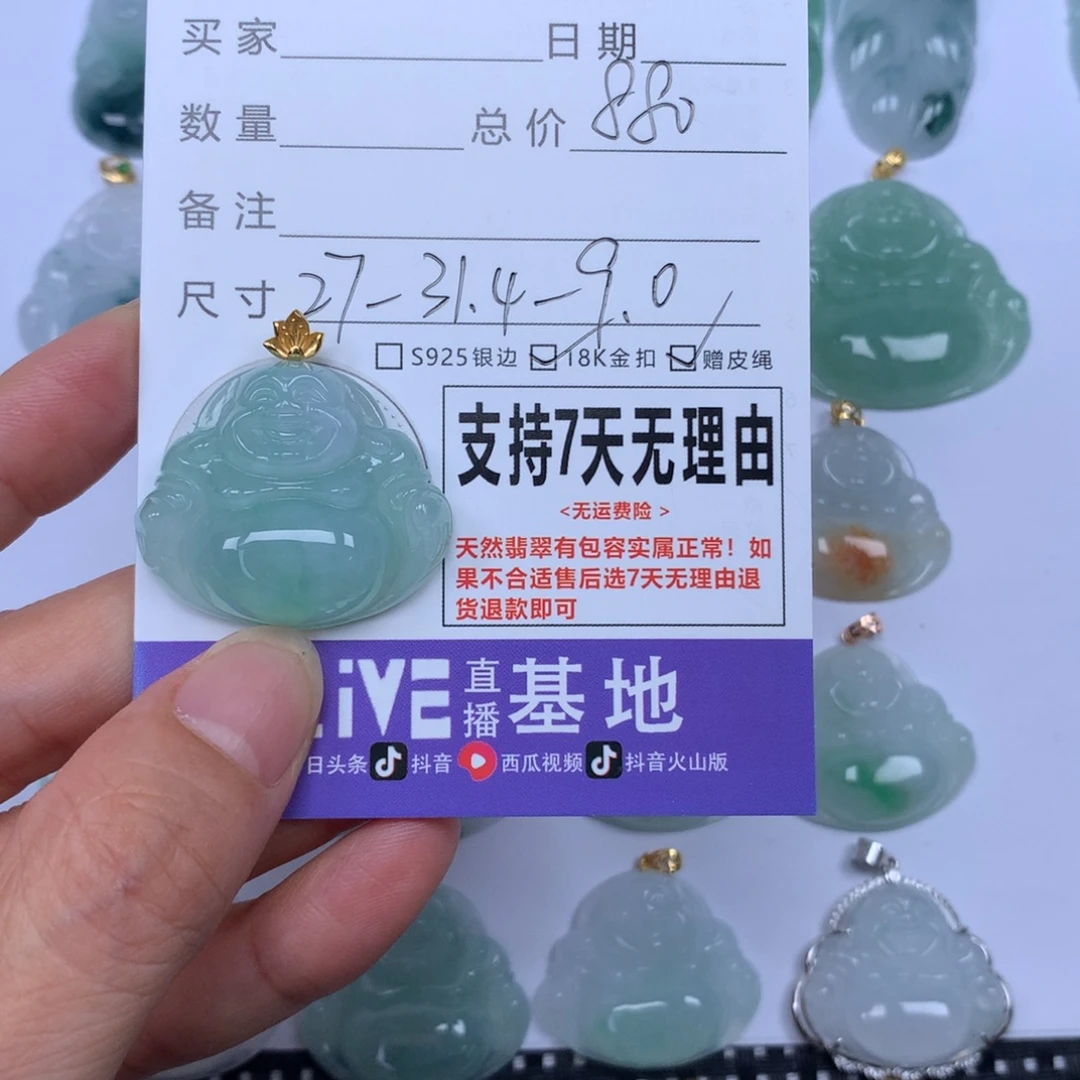 买家 日期
数量 总价 880
备注
尺寸 27-31.4-9.0
S925银边 18K金扣 赠皮绳
支持7天无理由
<无运费险>
天然翡翠有包容实属正常！如
果不合适售后选7天无理由退
货退款即可
LiVE 直播 基地
日头条 抖音 西瓜视频 抖音火山版